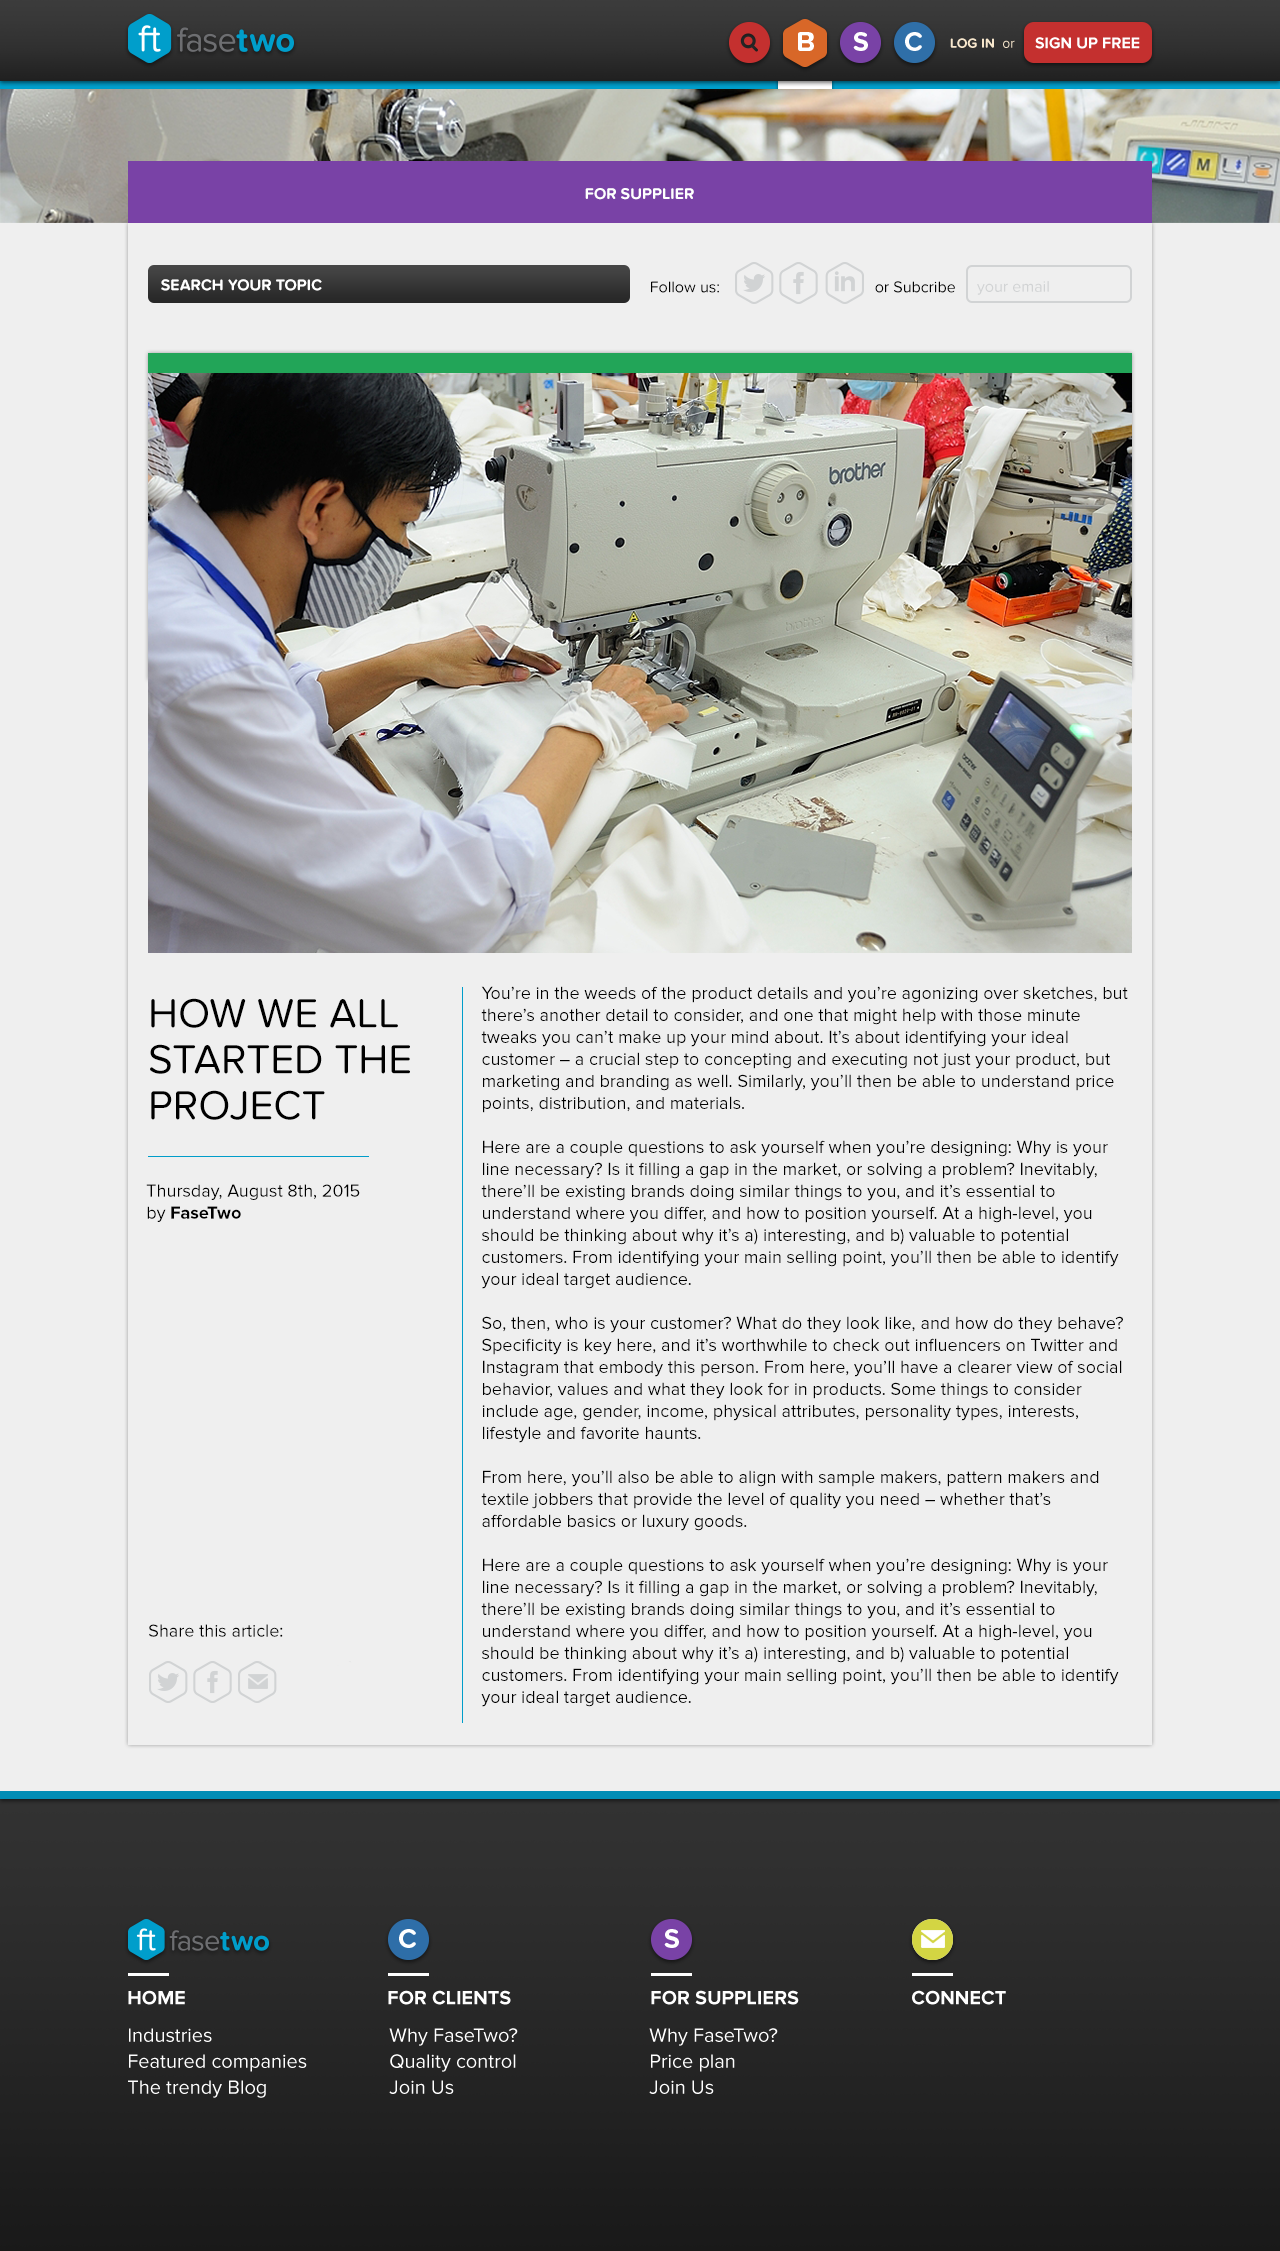 ft fasetwo
B S C LOG IN or SIGN UP FREE
JUKI
M
FOR SUPPLIER
SEARCH YOUR TOPIC
Follow us: f in or Subcribe your email
brother
brother
brother
HOW WE ALL
STARTED THE
PROJECT
Thursday, August 8th, 2015
by FaseTwo
You’re in the weeds of the product details and you’re agonizing over sketches, but
there’s another detail to consider, and one that might help with those minute
tweaks you can’t make up your mind about. It’s about identifying your ideal
customer – a crucial step to concepting and executing not just your product, but
marketing and branding as well. Similarly, you’ll then be able to understand price
points, distribution, and materials.
Here are a couple questions to ask yourself when you’re designing: Why is your
line necessary? Is it filling a gap in the market, or solving a problem? Inevitably,
there’ll be existing brands doing similar things to you, and it’s essential to
understand where you differ, and how to position yourself. At a high-level, you
should be thinking about why it’s a) interesting, and b) valuable to potential
customers. From identifying your main selling point, you’ll then be able to identify
your ideal target audience.
So, then, who is your customer? What do they look like, and how do they behave?
Specificity is key here, and it’s worthwhile to check out influencers on Twitter and
Instagram that embody this person. From here, you’ll have a clearer view of social
behavior, values and what they look for in products. Some things to consider
include age, gender, income, physical attributes, personality types, interests,
lifestyle and favorite haunts.
From here, you’ll also be able to align with sample makers, pattern makers and
textile jobbers that provide the level of quality you need – whether that’s
affordable basics or luxury goods.
Here are a couple questions to ask yourself when you’re designing: Why is your
line necessary? Is it filling a gap in the market, or solving a problem? Inevitably,
there’ll be existing brands doing similar things to you, and it’s essential to
understand where you differ, and how to position yourself. At a high-level, you
should be thinking about why it’s a) interesting, and b) valuable to potential
customers. From identifying your main selling point, you’ll then be able to identify
your ideal target audience.
Share this article:
f
ft fasetwo
HOME
Industries
Featured companies
The trendy Blog
C
FOR CLIENTS
Why FaseTwo?
Quality control
Join Us
S
FOR SUPPLIERS
Why FaseTwo?
Price plan
Join Us
CONNECT